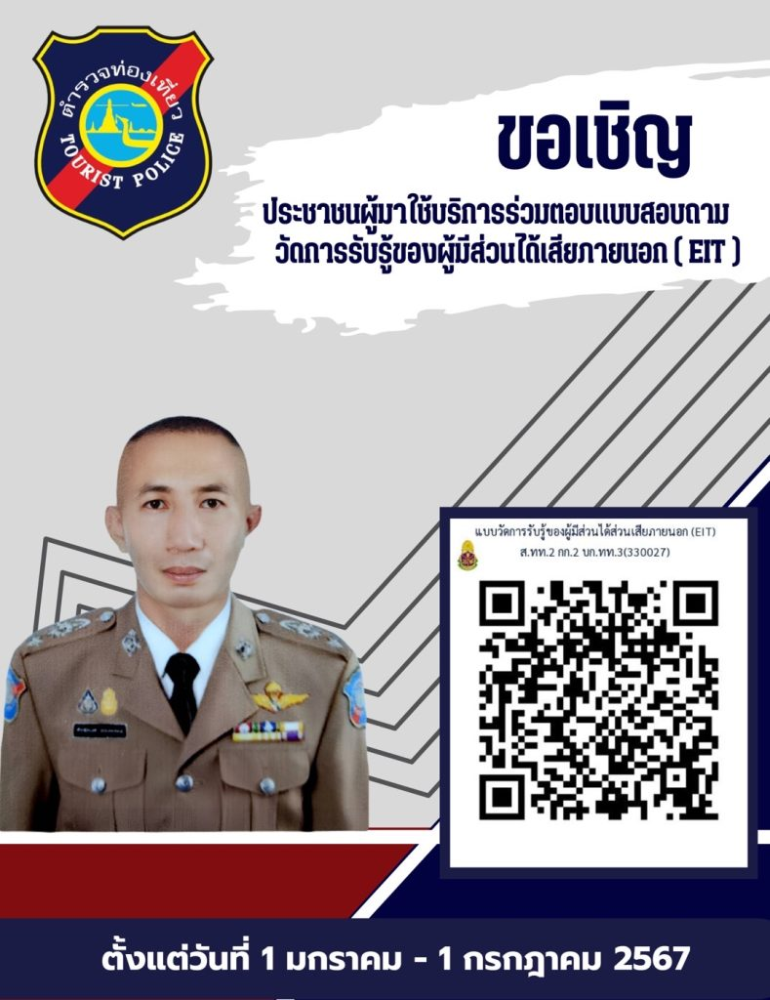 ตำรวจท่องเที่ยว
TOURIST POLICE
ขอเชิญ
ประชาชนผู้มาใช้บริการร่วมตอบแบบสอบถาม
วัดการรับรู้ของผู้มีส่วนได้เสียภายนอก ( EIT )
แบบวัดการรับรู้ของผู้มีส่วนได้ส่วนเสียภายนอก (EIT)
ส.ทท.2 กก.2 บก.ทท.3(330027)
ตั้งแต่วันที่ 1 มกราคม - 1 กรกฎาคม 2567